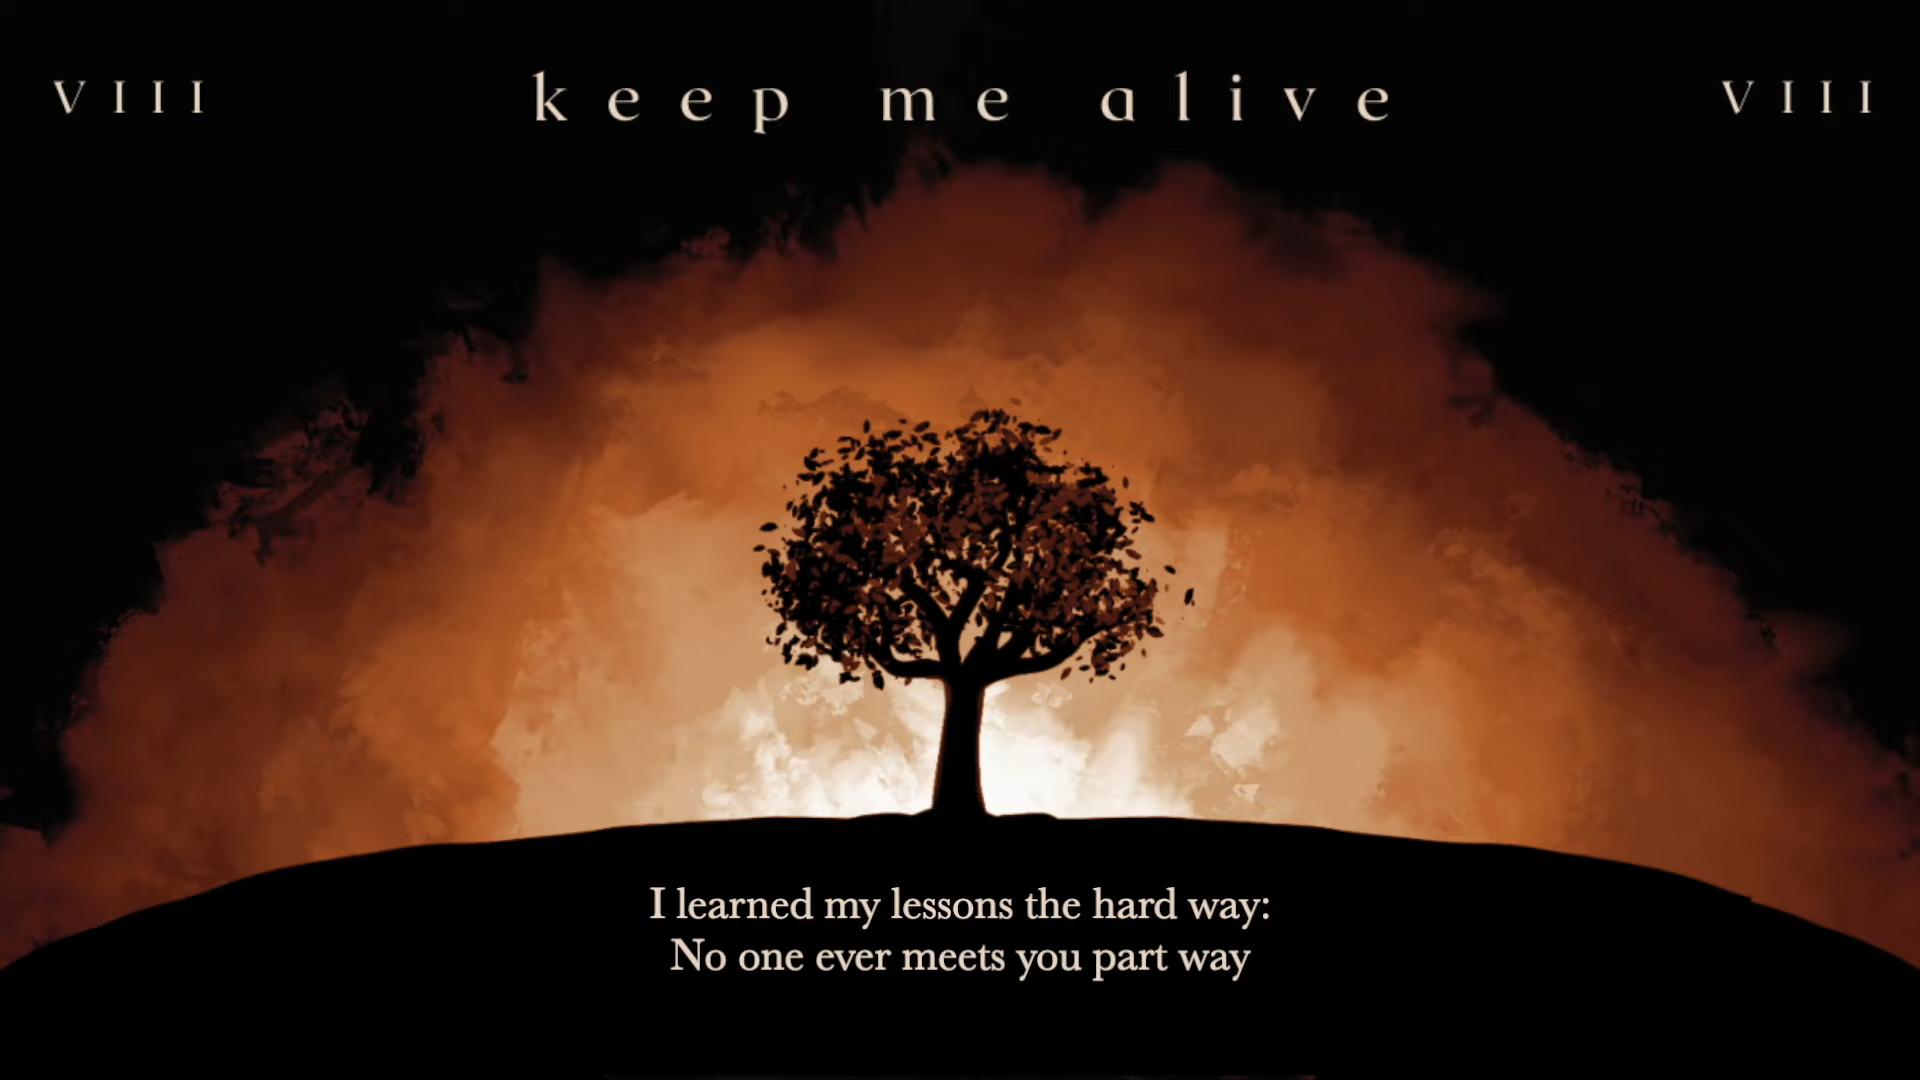 VIII keep me alive VIII
I learned my lessons the hard way:
No one ever meets you part way